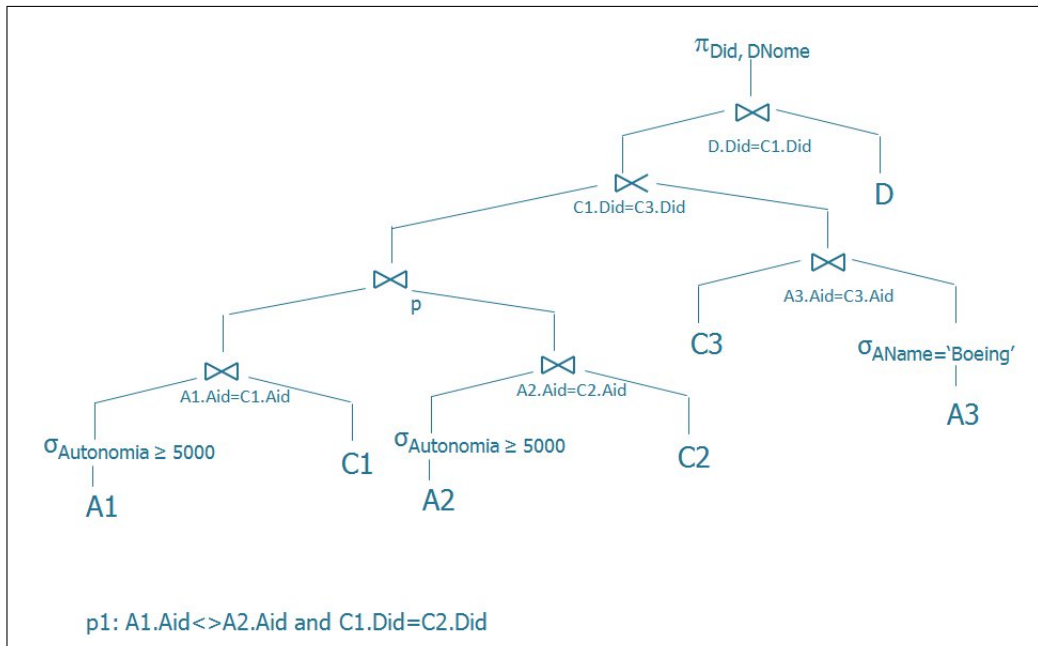 πDid, DNome
D.Did=C1.Did
D
C1.Did=C3.Did
p
A3.Aid=C3.Aid
C3
σAName=‘Boeing’
A3
A1.Aid=C1.Aid
A2.Aid=C2.Aid
σAutonomia ≥ 5000
C1
σAutonomia ≥ 5000
C2
A1
A2
p1: A1.Aid<>A2.Aid and C1.Did=C2.Did